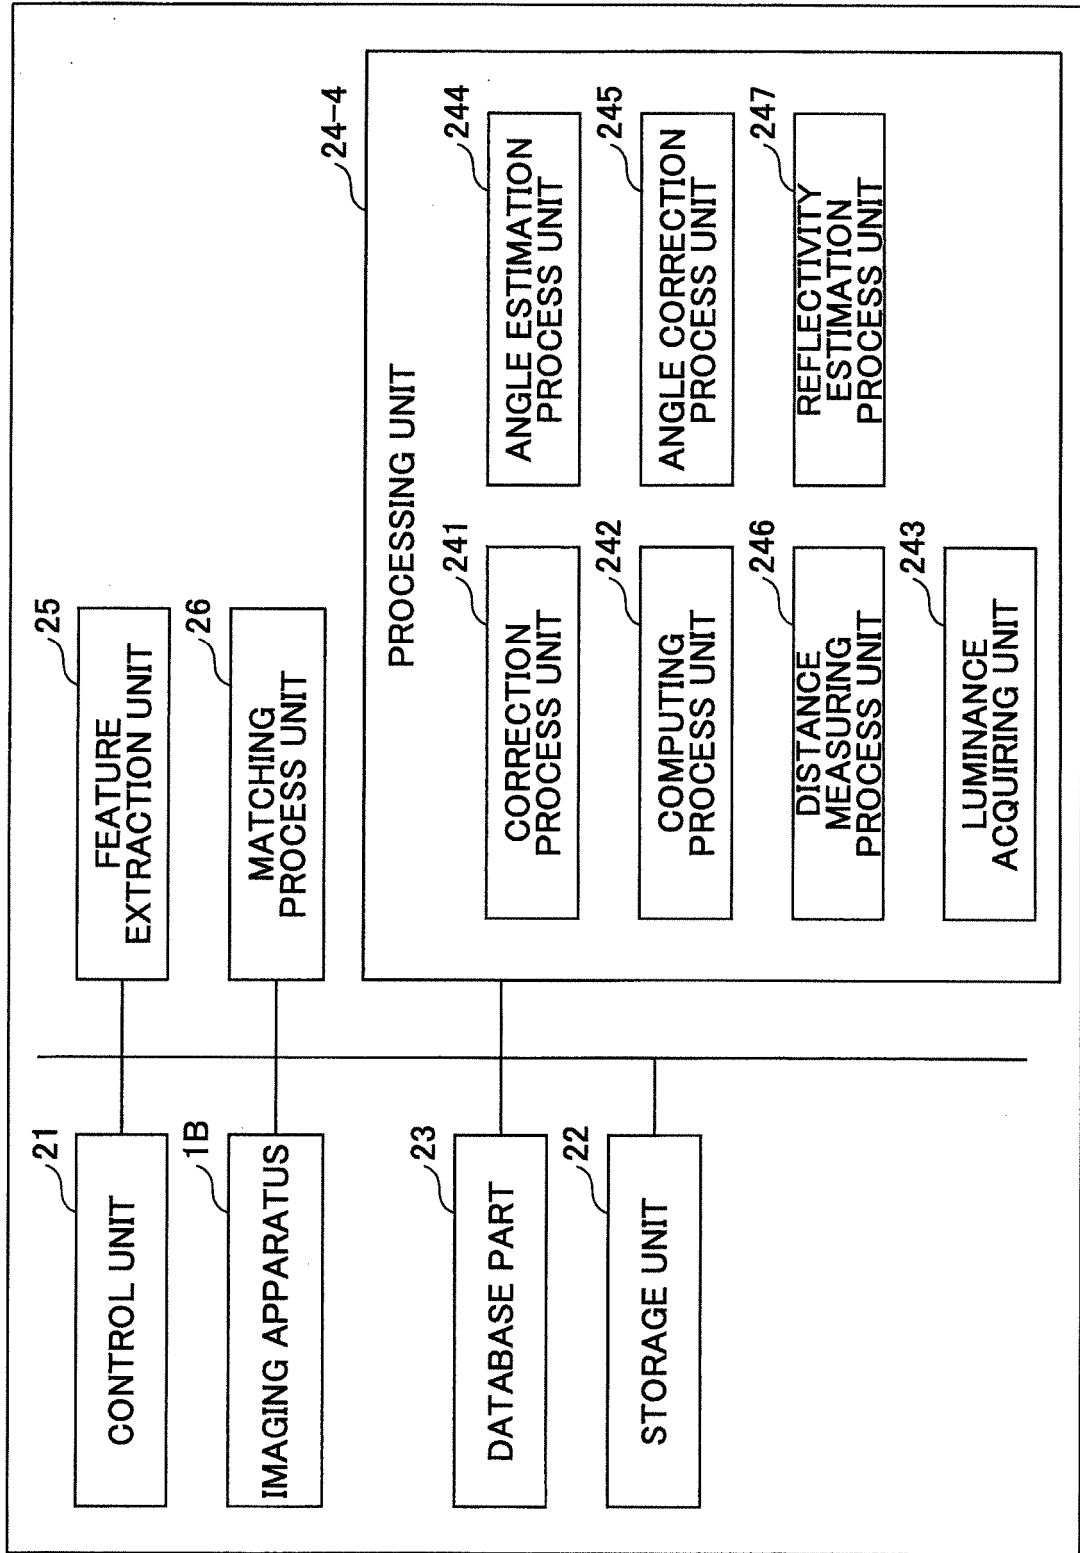 21
CONTROL UNIT
1B
IMAGING APPARATUS
23
DATABASE PART
22
STORAGE UNIT
25
FEATURE
EXTRACTION UNIT
26
MATCHING
PROCESS UNIT
24-4
PROCESSING UNIT
241
CORRECTION
PROCESS UNIT
242
COMPUTING
PROCESS UNIT
246
DISTANCE
MEASURING
PROCESS UNIT
243
LUMINANCE
ACQUIRING UNIT
244
ANGLE ESTIMATION
PROCESS UNIT
245
ANGLE CORRECTION
PROCESS UNIT
247
REFLECTIVITY
ESTIMATION
PROCESS UNIT